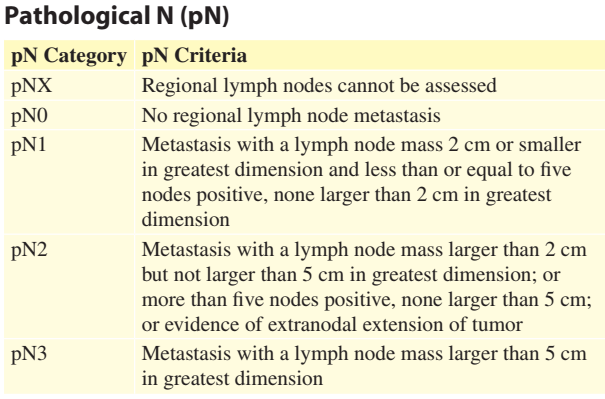 Pathological N (pN)
pN Category pN Criteria
pNX Regional lymph nodes cannot be assessed
pN0 No regional lymph node metastasis
pN1 Metastasis with a lymph node mass 2 cm or smaller
in greatest dimension and less than or equal to five
nodes positive, none larger than 2 cm in greatest
dimension
pN2 Metastasis with a lymph node mass larger than 2 cm
but not larger than 5 cm in greatest dimension; or
more than five nodes positive, none larger than 5 cm;
or evidence of extranodal extension of tumor
pN3 Metastasis with a lymph node mass larger than 5 cm
in greatest dimension